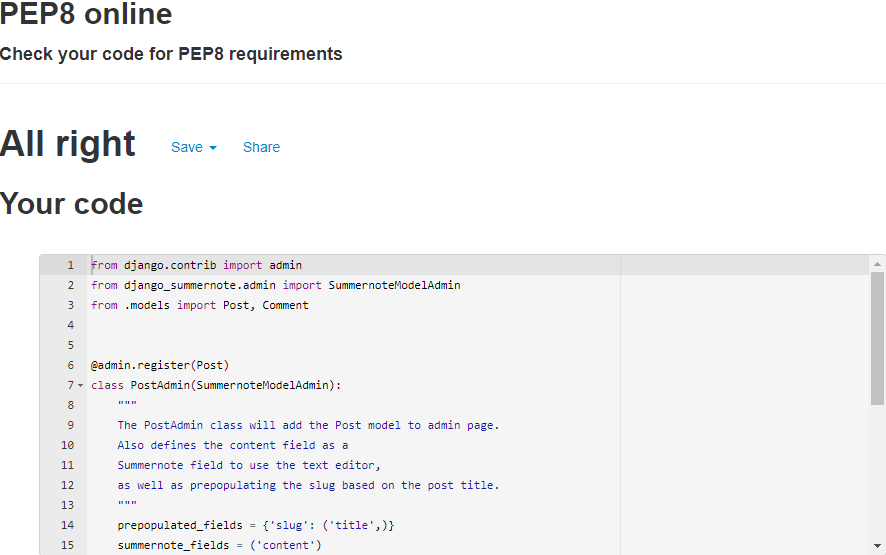 PEP8 online
Check your code for PEP8 requirements
All right Save Share
Your code
1 from django.contrib import admin
2 from django_summernote.admin import SummernoteModelAdmin
3 from .models import Post, Comment
4
5
6 @admin.register(Post)
7 class PostAdmin(SummernoteModelAdmin):
8 """
9 The PostAdmin class will add the Post model to admin page.
10 Also defines the content field as a
11 Summernote field to use the text editor,
12 as well as prepopulating the slug based on the post title.
13 """
14 prepopulated_fields = {'slug': ('title',)}
15 summernote_fields = ('content')